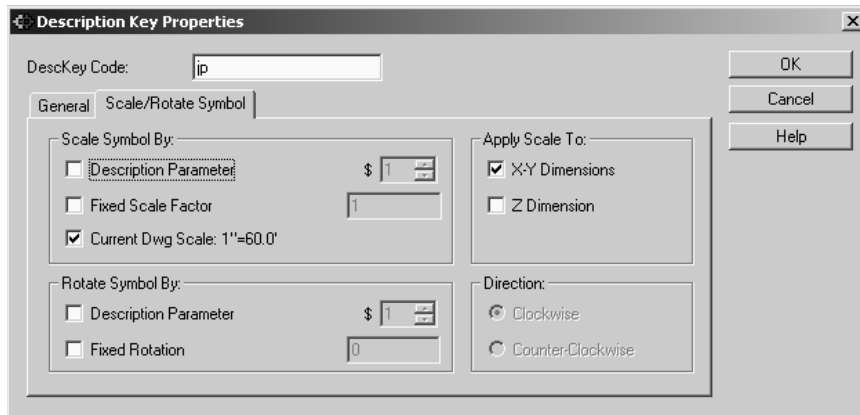 Description Key Properties
DescKey Code: ip
OK
General Scale/Rotate Symbol
Cancel
Help
Scale Symbol By:
Description Parameter $ 1
Fixed Scale Factor 1
Current Dwg Scale: 1"=60.0'
Apply Scale To:
X-Y Dimensions
Z Dimension
Rotate Symbol By:
Description Parameter $ 1
Fixed Rotation 0
Direction:
Clockwise
Counter-Clockwise